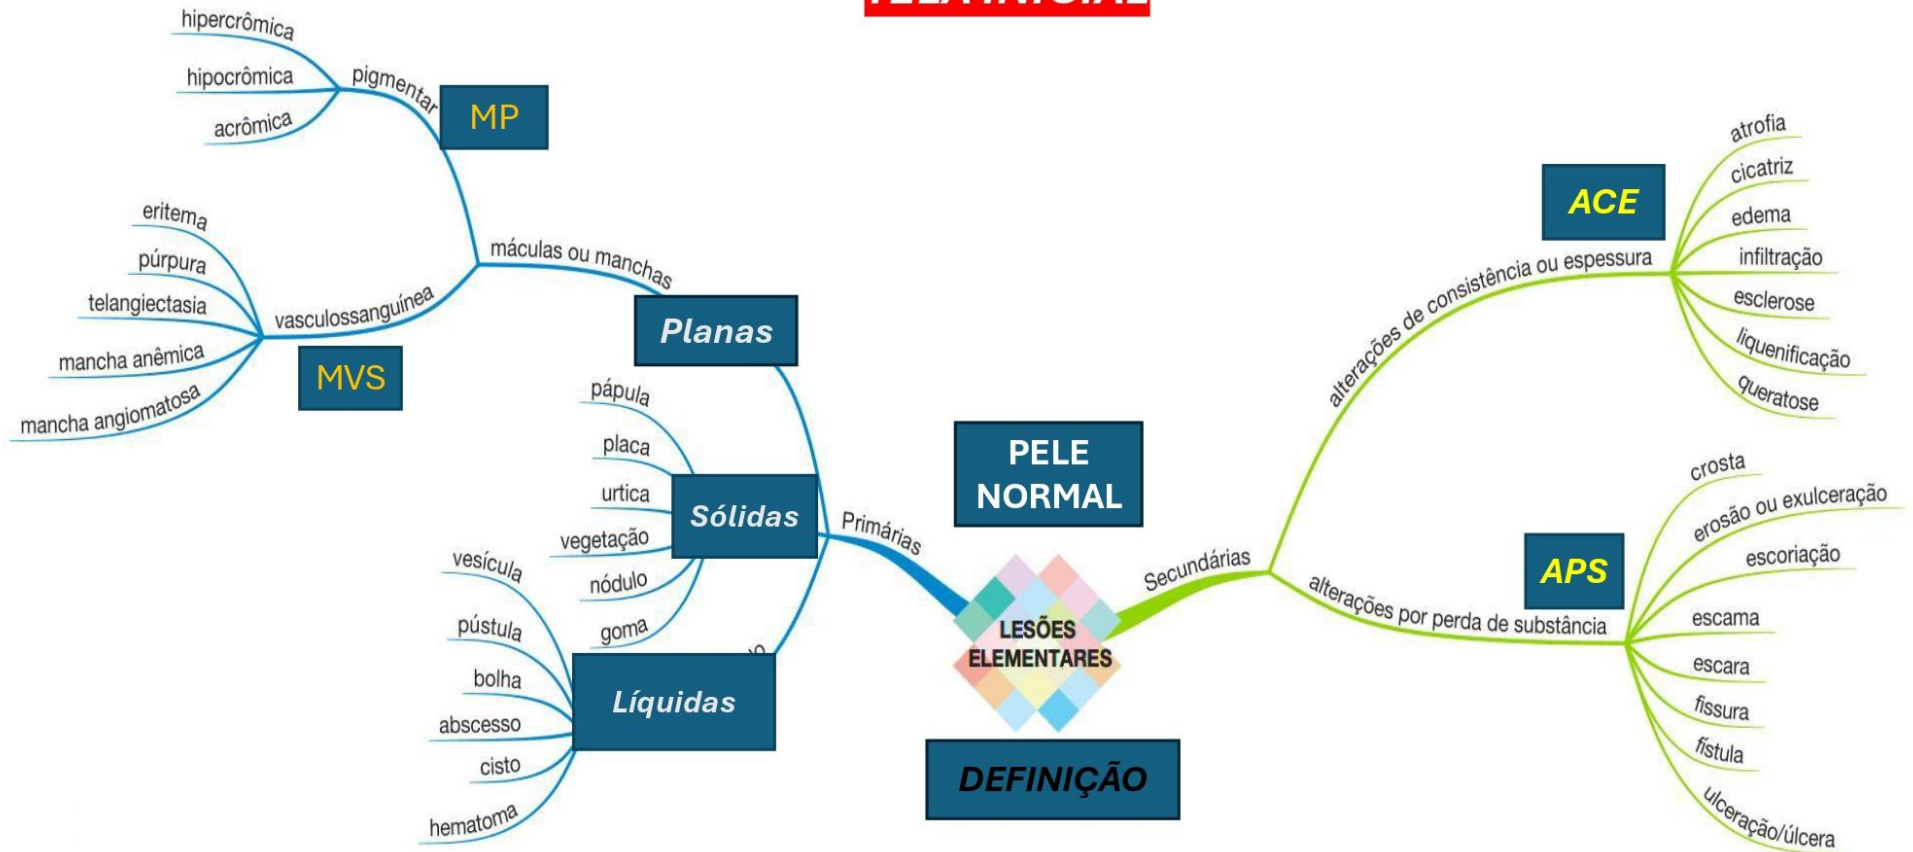 TELA INICIAL
hipercrômica
hipocrômica
acrômica
pigmentar
MP
eritema
púrpura
telangiectasia
mancha anêmica
mancha angiomatosa
vasculossanguínea
MVS
máculas ou manchas
Planas
pápula
placa
urtica
vegetação
nódulo
goma
Sólidas
vesícula
pústula
bolha
abscesso
cisto
hematoma
Líquidas
Primárias
PELE
NORMAL
LESÕES
ELEMENTARES
DEFINIÇÃO
Secundárias
alterações de consistência ou espessura
ACE
atrofia
cicatriz
edema
infiltração
esclerose
liquenificação
queratose
alterações por perda de substância
APS
crosta
erosão ou exulceração
escoriação
escama
escara
fissura
fístula
ulceração/úlcera